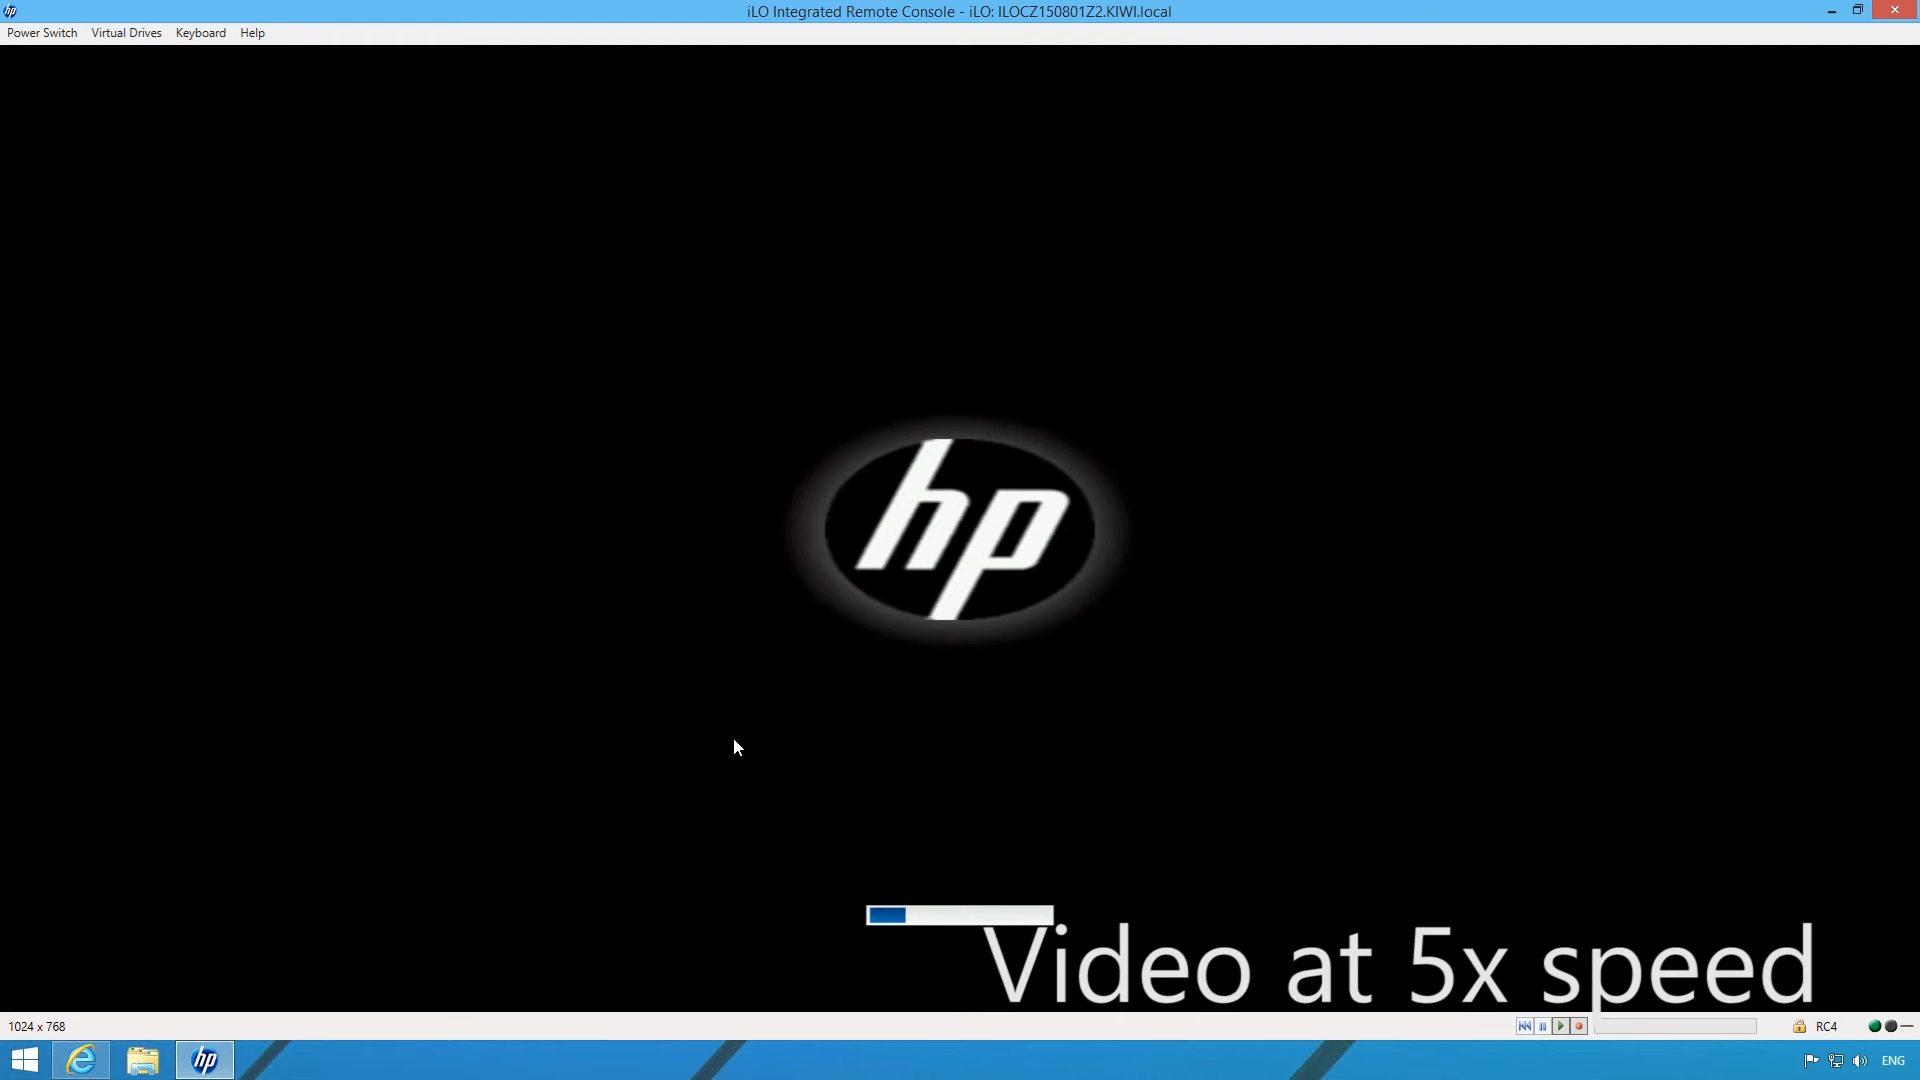 iLO Integrated Remote Console - iLO: ILOCZ150801Z2.KIWI.local
Power Switch Virtual Drives Keyboard Help
hp
Video at 5x speed
1024 x 768
RC4
hp
ENG